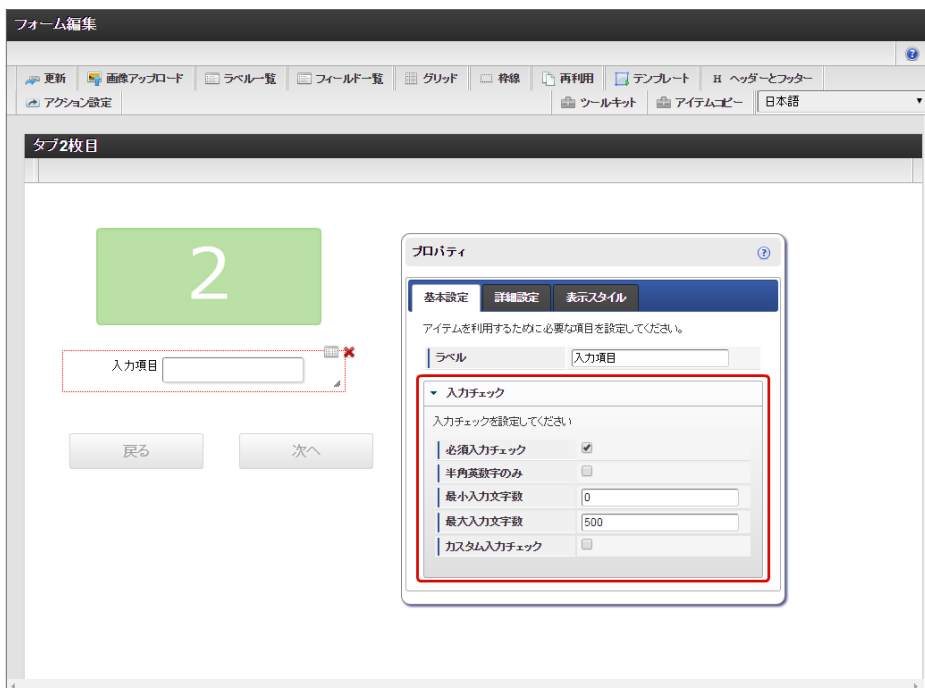 フォーム編集
更新 画像アップロード ラベル一覧 フィールド一覧 グリッド 枠線 再利用 テンプレート H ヘッダーとフッター
アクション設定 ツールキット アイテムコピー 日本語
タブ2枚目
2
入力項目
戻る 次へ
プロパティ
基本設定 詳細設定 表示スタイル
アイテムを利用するために必要な項目を設定してください。
ラベル 入力項目
入力チェック
入力チェックを設定してください
必須入力チェック
半角英数字のみ
最小入力文字数 0
最大入力文字数 500
カスタム入力チェック